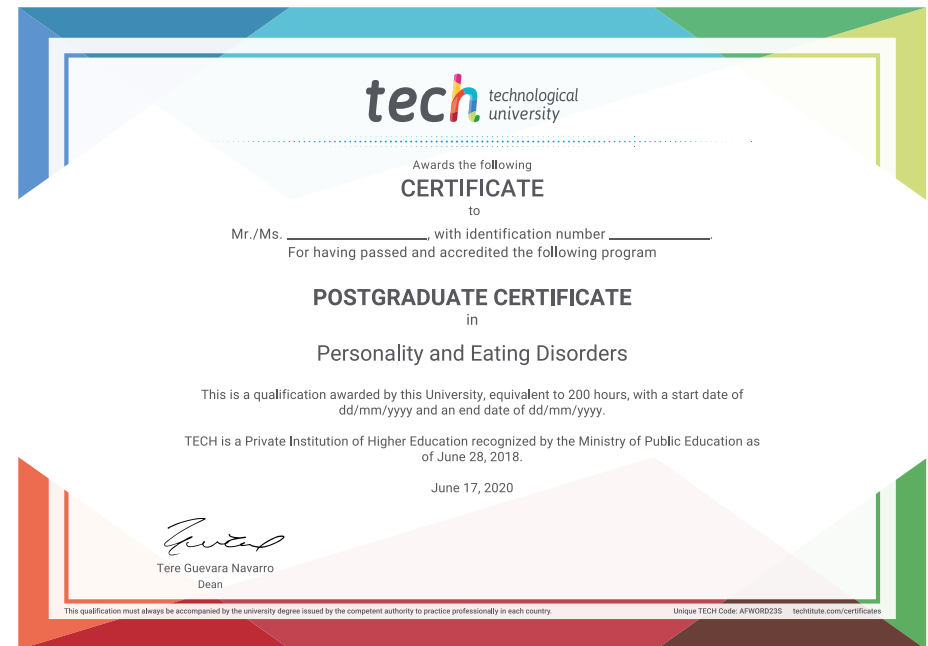 tech technological
university
Awards the following
CERTIFICATE
to
Mr./Ms. ____________________, with identification number ______________.
For having passed and accredited the following program
POSTGRADUATE CERTIFICATE
in
Personality and Eating Disorders
This is a qualification awarded by this University, equivalent to 200 hours, with a start date of
dd/mm/yyyy and an end date of dd/mm/yyyy.
TECH is a Private Institution of Higher Education recognized by the Ministry of Public Education as
of June 28, 2018.
June 17, 2020
Tere Guevara Navarro
Dean
This qualification must always be accompanied by the university degree issued by the competent authority to practice professionally in each country.
Unique TECH Code: AFWORD23S techtitute.com/certificates